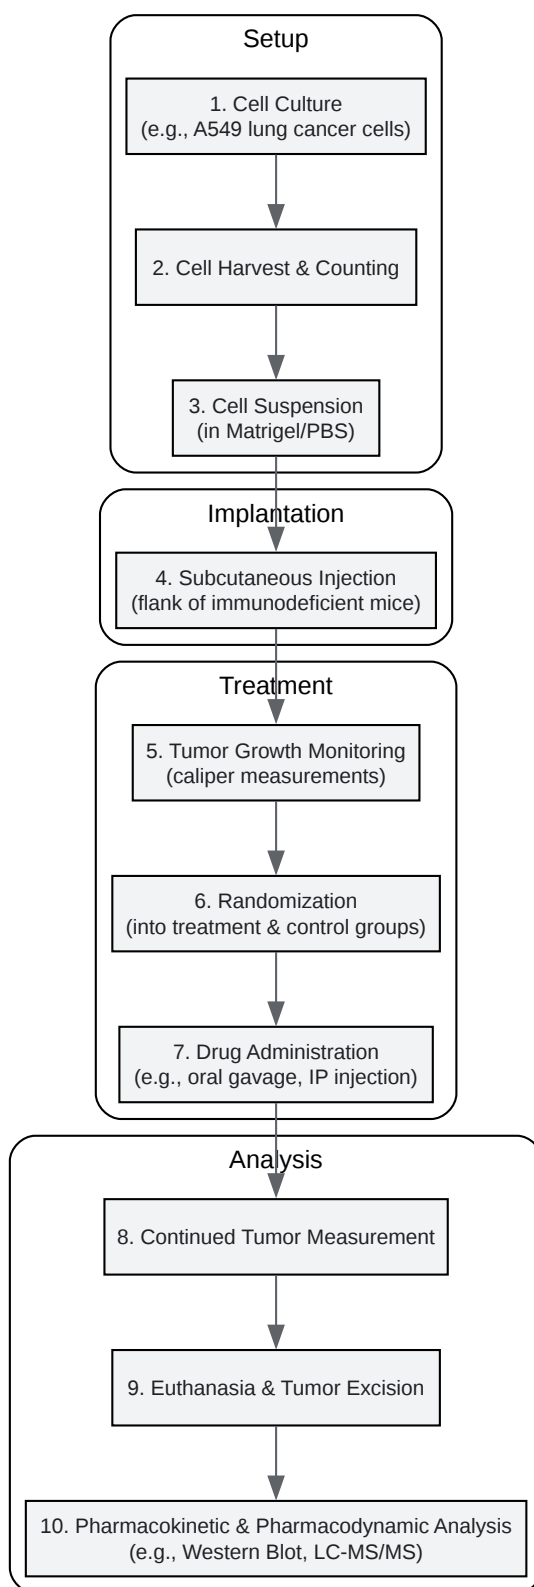 Setup
1. Cell Culture
(e.g., A549 lung cancer cells)
2. Cell Harvest & Counting
3. Cell Suspension
(in Matrigel/PBS)
Implantation
4. Subcutaneous Injection
(flank of immunodeficient mice)
Treatment
5. Tumor Growth Monitoring
(caliper measurements)
6. Randomization
(into treatment & control groups)
7. Drug Administration
(e.g., oral gavage, IP injection)
Analysis
8. Continued Tumor Measurement
9. Euthanasia & Tumor Excision
10. Pharmacokinetic & Pharmacodynamic Analysis
(e.g., Western Blot, LC-MS/MS)